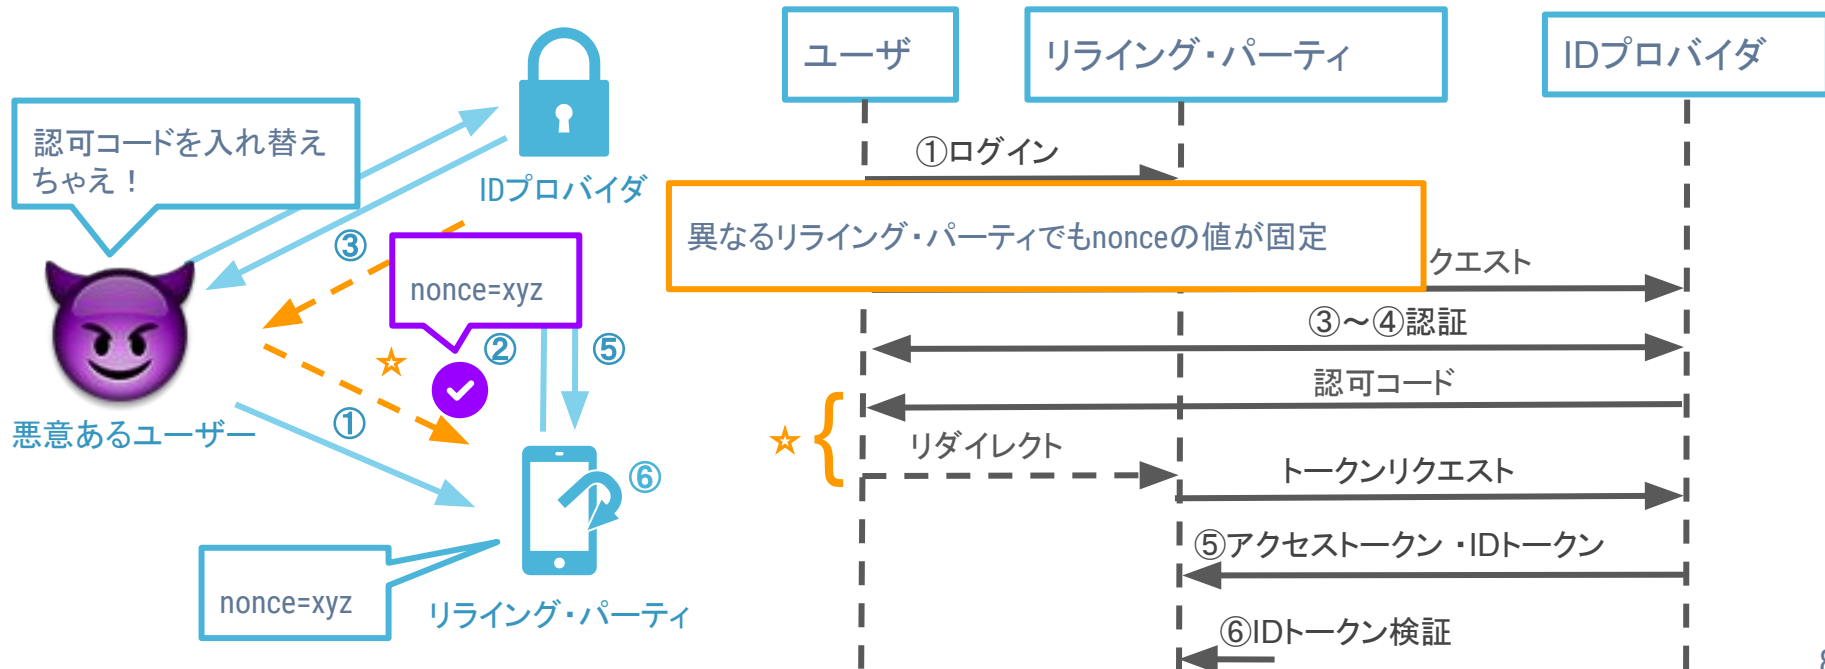 認可コードを入れ替え
ちゃえ！
IDプロバイダ
③
nonce=xyz
②
⑤
①
悪意あるユーザー
⑥
nonce=xyz
リライング・パーティ
ユーザ
リライング・パーティ
IDプロバイダ
①ログイン
異なるリライング・パーティでもnonceの値が固定
クエスト
③〜④認証
認可コード
リダイレクト
トークンリクエスト
⑤アクセストークン・IDトークン
⑥IDトークン検証